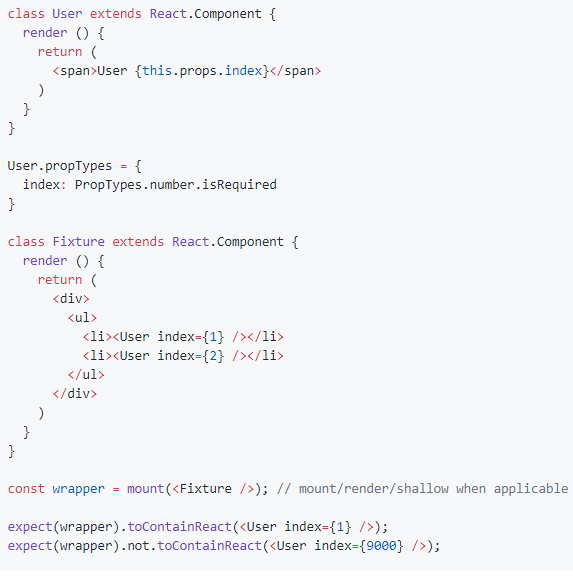 class User extends React.Component {
  render () {
    return (
      <span>User {this.props.index}</span>
    )
  }
}

User.propTypes = {
  index: PropTypes.number.isRequired
}

class Fixture extends React.Component {
  render () {
    return (
      <div>
        <ul>
          <li><User index={1} /></li>
          <li><User index={2} /></li>
        </ul>
      </div>
    )
  }
}

const wrapper = mount(<Fixture />); // mount/render/shallow when applicable

expect(wrapper).toContainReact(<User index={1} />);
expect(wrapper).not.toContainReact(<User index={9000} />);